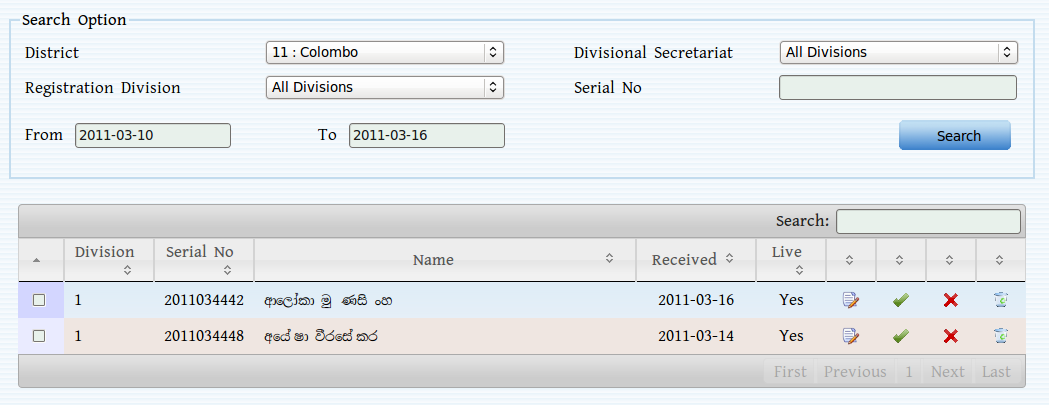 Search Option
District 11 : Colombo Divisional Secretariat All Divisions
Registration Division All Divisions Serial No
From 2011-03-10 To 2011-03-16 Search
Search:
Division Serial No Name Received Live
1 2011034442 ආලෝකා මු ණසි ංහ 2011-03-16 Yes
1 2011034448 අයේ ෂා වීරසේ කර 2011-03-14 Yes
First Previous 1 Next Last